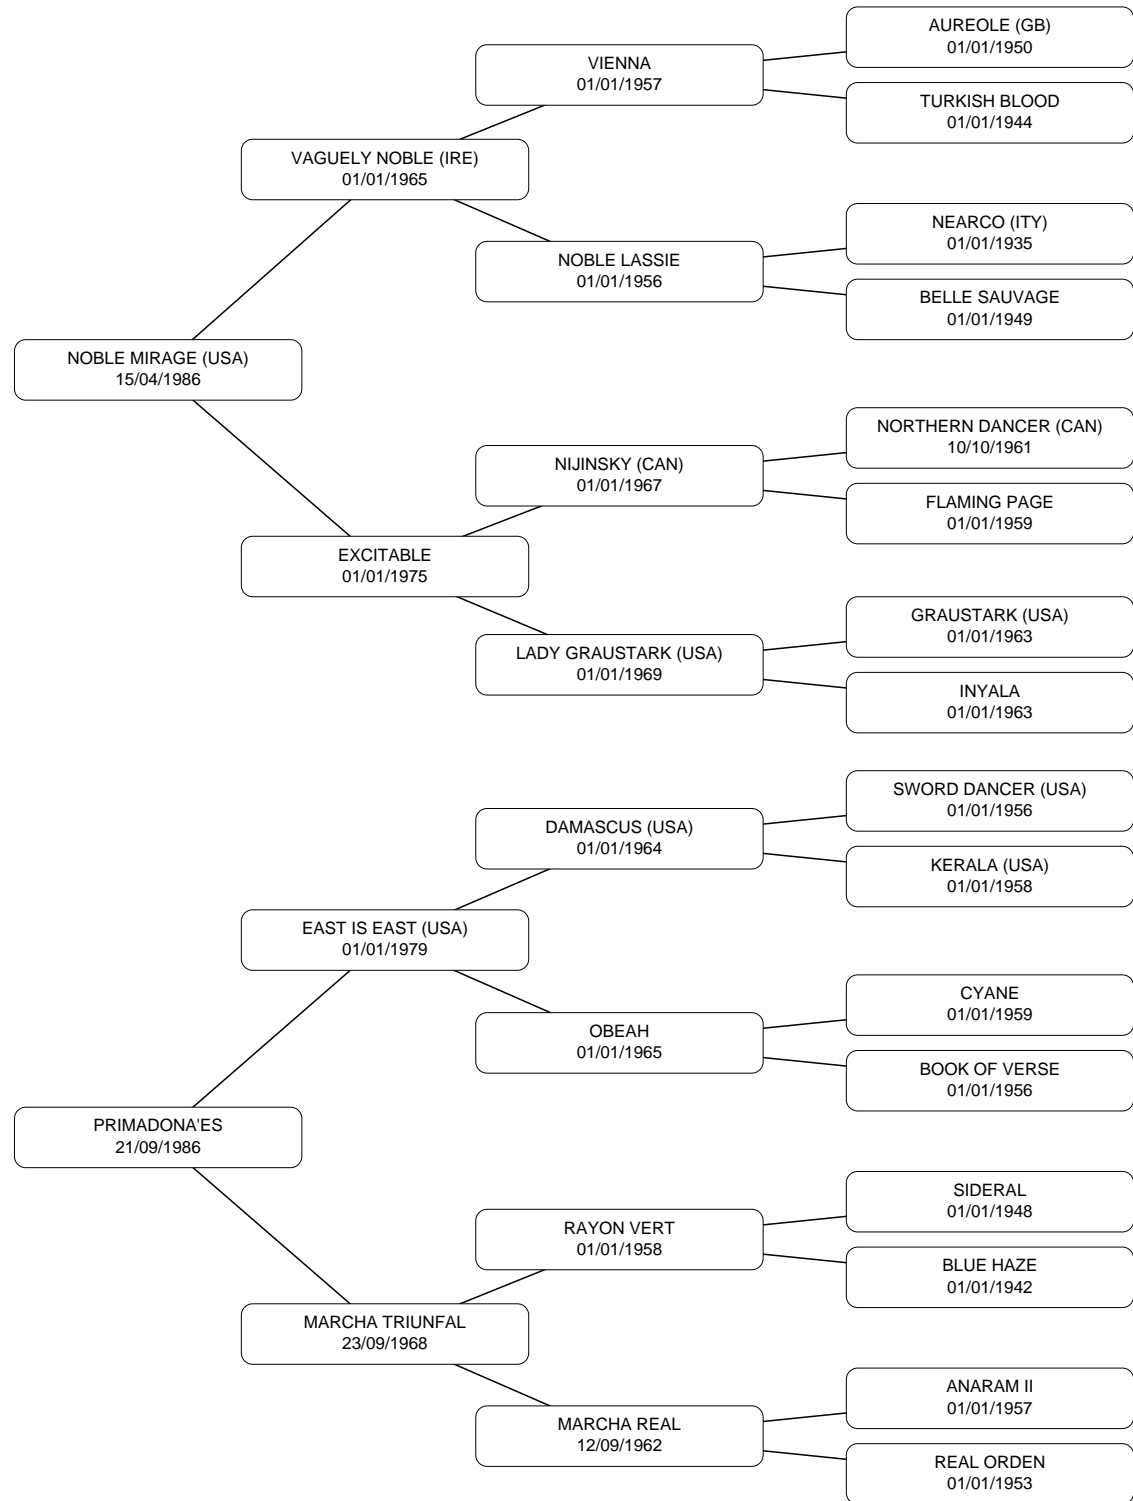 AUREOLE (GB)
01/01/1950
VIENNA
01/01/1957
TURKISH BLOOD
01/01/1944
VAGUELY NOBLE (IRE)
01/01/1965
NEARCO (ITY)
01/01/1935
NOBLE LASSIE
01/01/1956
BELLE SAUVAGE
01/01/1949
NOBLE MIRAGE (USA)
15/04/1986
NORTHERN DANCER (CAN)
10/10/1961
NIJINSKY (CAN)
01/01/1967
FLAMING PAGE
01/01/1959
EXCITABLE
01/01/1975
GRAUSTARK (USA)
01/01/1963
LADY GRAUSTARK (USA)
01/01/1969
INYALA
01/01/1963
SWORD DANCER (USA)
01/01/1956
DAMASCUS (USA)
01/01/1964
KERALA (USA)
01/01/1958
EAST IS EAST (USA)
01/01/1979
CYANE
01/01/1959
OBEAH
01/01/1965
BOOK OF VERSE
01/01/1956
PRIMADONA'ES
21/09/1986
SIDERAL
01/01/1948
RAYON VERT
01/01/1958
BLUE HAZE
01/01/1942
MARCHA TRIUNFAL
23/09/1968
ANARAM II
01/01/1957
MARCHA REAL
12/09/1962
REAL ORDEN
01/01/1953